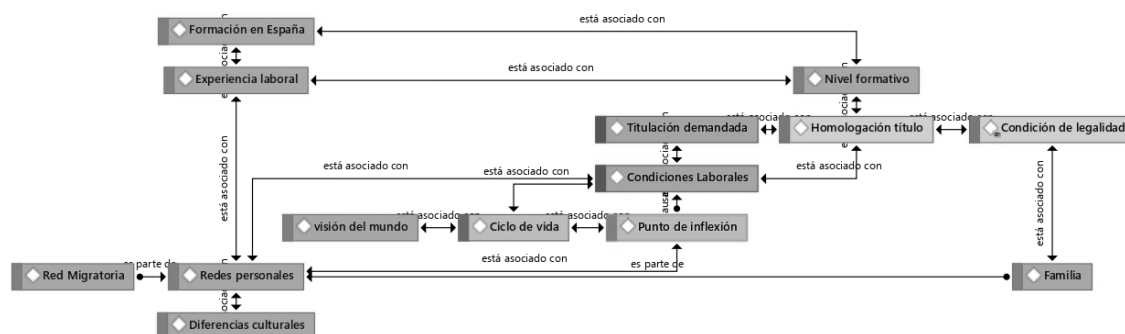 está asociado con
Formación en España
está asociado con
Experiencia laboral
Nivel formativo
Titulación demandada
Homologación título
Condición de legalidad
está asociado con
está asociado con
está asociado con
Condiciones Laborales
está asociado con
está asociado con
visión del mundo
Ciclo de vida
Punto de inflexión
está asociado con
está asociado con
es parte de
es parte de
Red Migratoria
Redes personales
Familia
Diferencias culturales